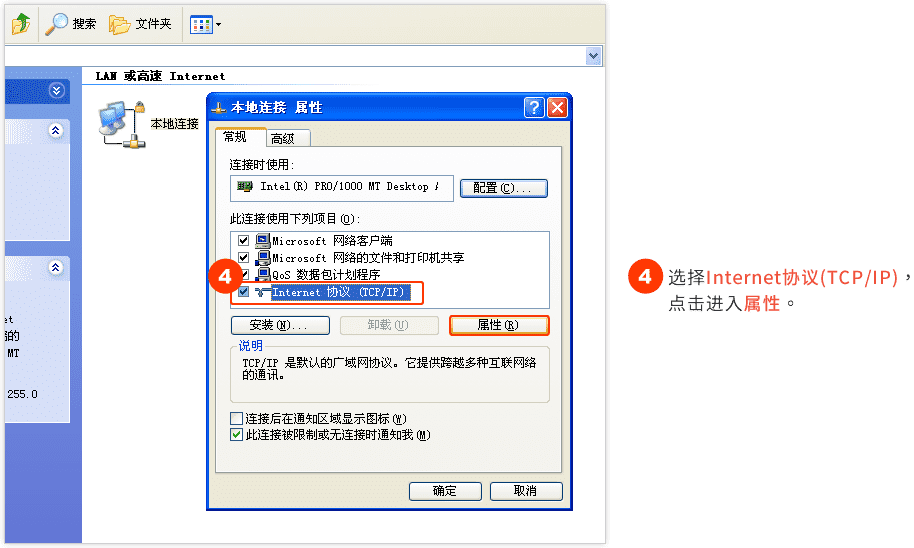 搜索
文件夹
LAN 或高速 Internet
本地连接
本地连接 属性
常规
高级
连接时使用:
Intel(R) PRO/1000 MT Desktop A
配置(C)...
此连接使用下列项目(O):
Microsoft 网络客户端
Microsoft 网络的文件和打印机共享
QoS 数据包计划程序
4
Internet 协议 (TCP/IP)
安装(N)...
卸载(U)
属性(R)
说明
TCP/IP 是默认的广域网协议。它提供跨越多种互联网络
的通讯。
连接后在通知区域显示图标(W)
此连接被限制或无连接时通知我(M)
确定
取消
et
的
MT
255.0
4 选择Internet协议(TCP/IP)，
点击进入属性。